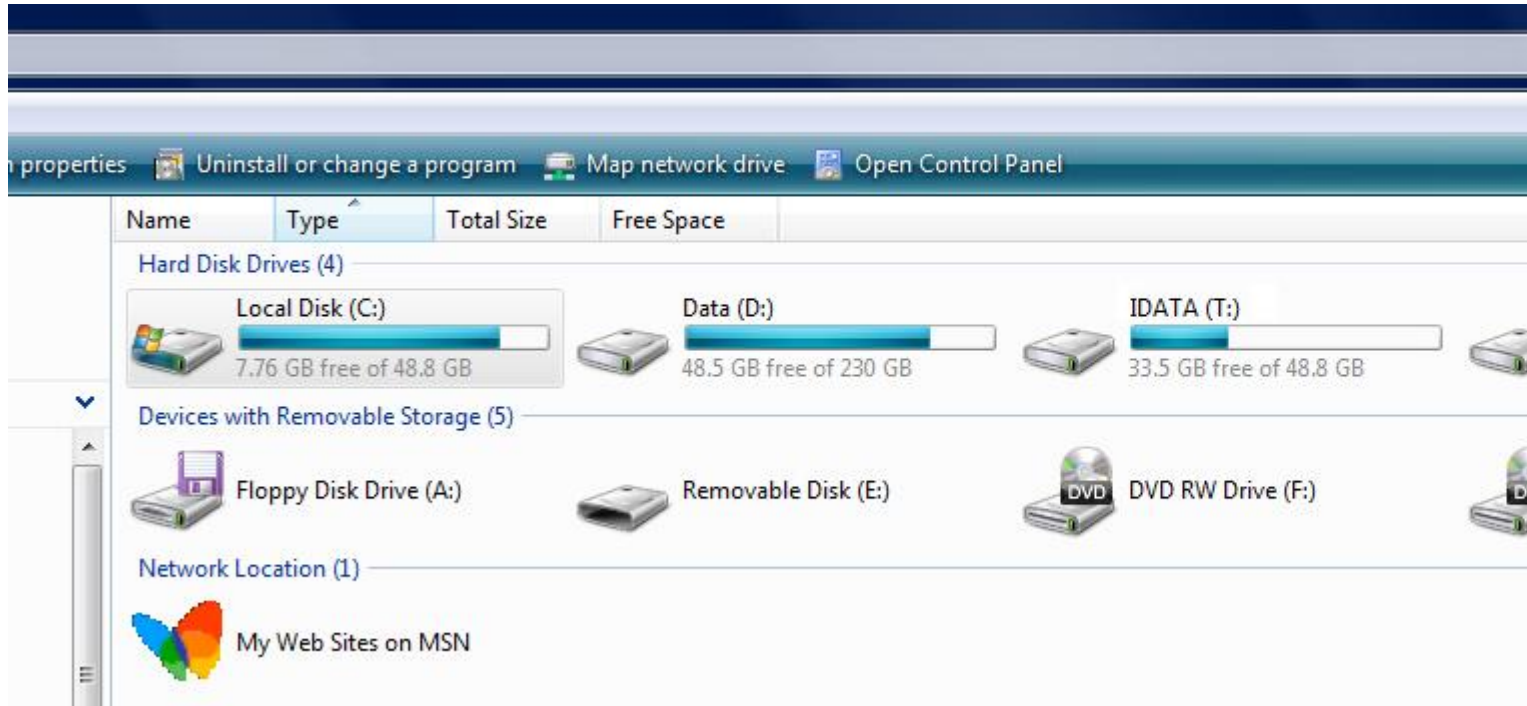 properties Uninstall or change a program Map network drive Open Control Panel
Name Type Total Size Free Space
Hard Disk Drives (4)
Local Disk (C:) Data (D:) IDATA (T:)
7.76 GB free of 48.8 GB 48.5 GB free of 230 GB 33.5 GB free of 48.8 GB
Devices with Removable Storage (5)
Floppy Disk Drive (A:) Removable Disk (E:) DVD DVD RW Drive (F:)
Network Location (1)
My Web Sites on MSN